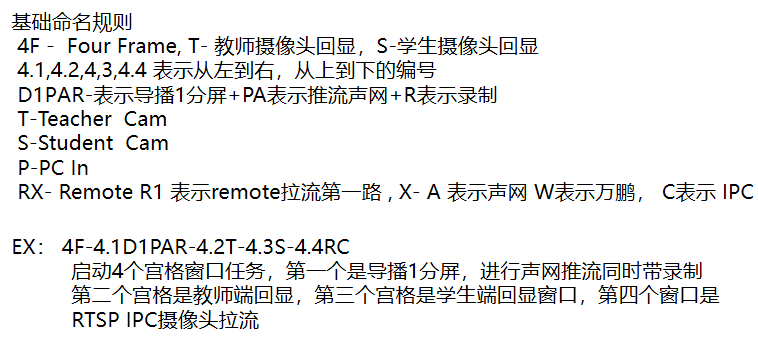 基础命名规则
4F - Four Frame, T- 教师摄像头回显，S-学生摄像头回显
4.1,4.2,4,3,4.4 表示从左到右，从上到下的编号
D1PAR-表示导播1分屏+PA表示推流声网+R表示录制
T-Teacher Cam
S-Student Cam
P-PC In
RX- Remote R1 表示remote拉流第一路 , X- A 表示声网 W表示万鹏， C表示 IPC
EX： 4F-4.1D1PAR-4.2T-4.3S-4.4RC
启动4个宫格窗口任务，第一个是导播1分屏，进行声网推流同时带录制
第二个宫格是教师端回显，第三个宫格是学生端回显窗口，第四个窗口是
RTSP IPC摄像头拉流